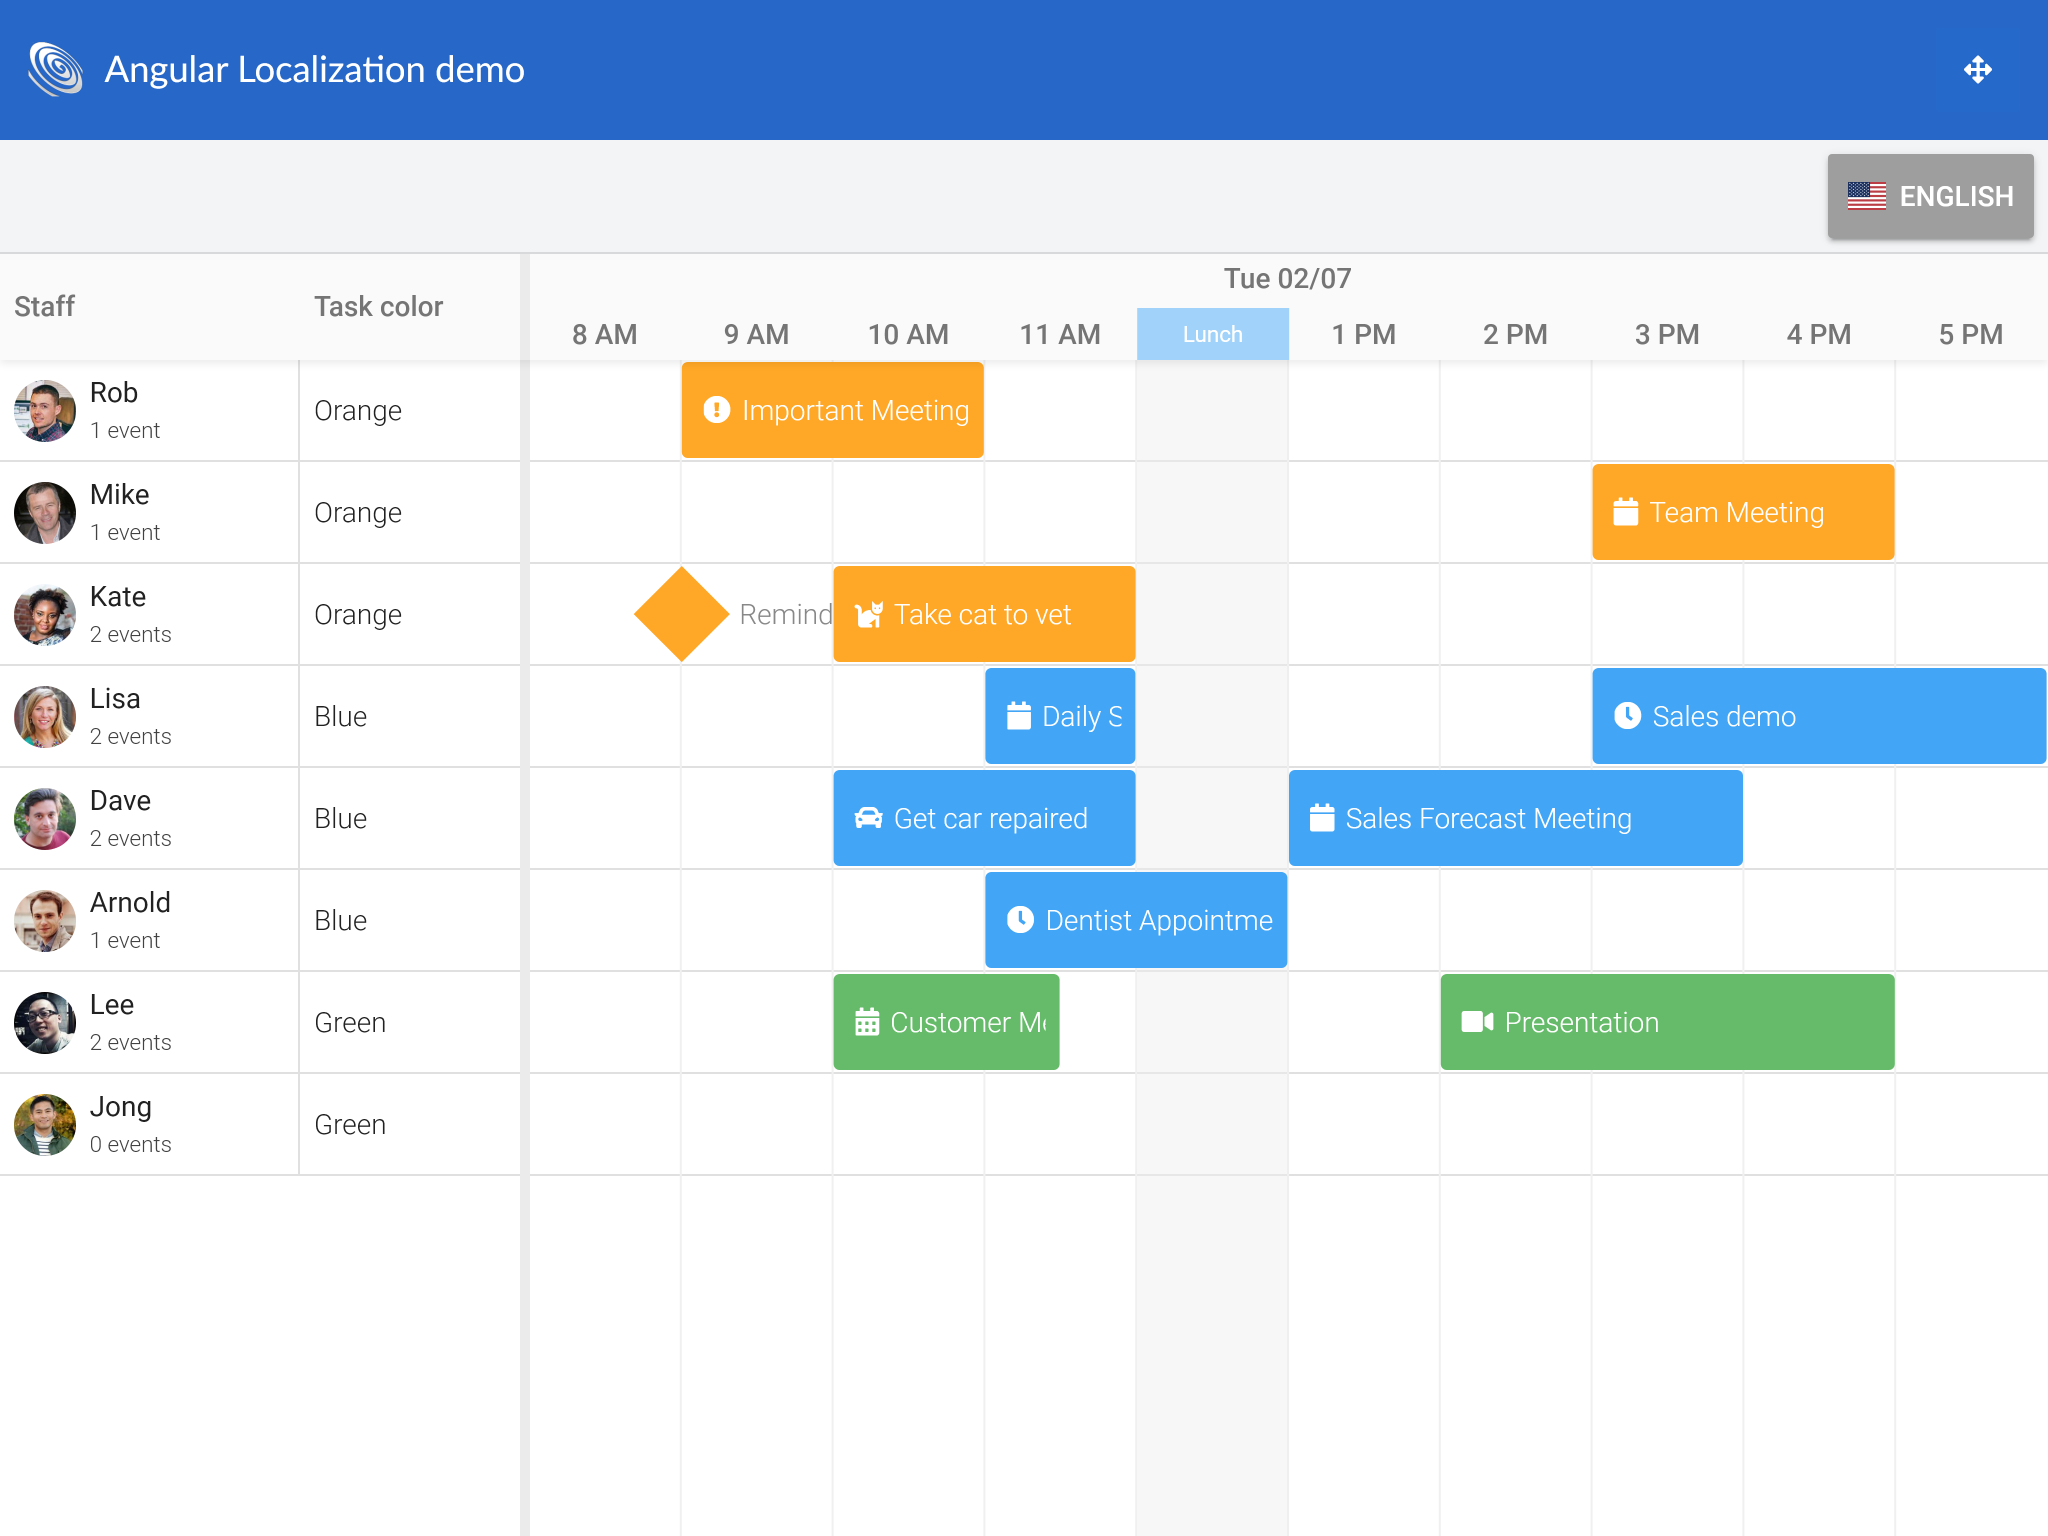 Angular Localization demo
ENGLISH
Staff
Task color
Tue 02/07
8 AM
9 AM
10 AM
11 AM
Lunch
1 PM
2 PM
3 PM
4 PM
5 PM
Rob
1 event
Orange
Important Meeting
Mike
1 event
Orange
Team Meeting
Kate
2 events
Orange
Remind
Take cat to vet
Lisa
2 events
Blue
Daily S
Sales demo
Dave
2 events
Blue
Get car repaired
Sales Forecast Meeting
Arnold
1 event
Blue
Dentist Appointme
Lee
2 events
Green
Customer Me
Presentation
Jong
0 events
Green